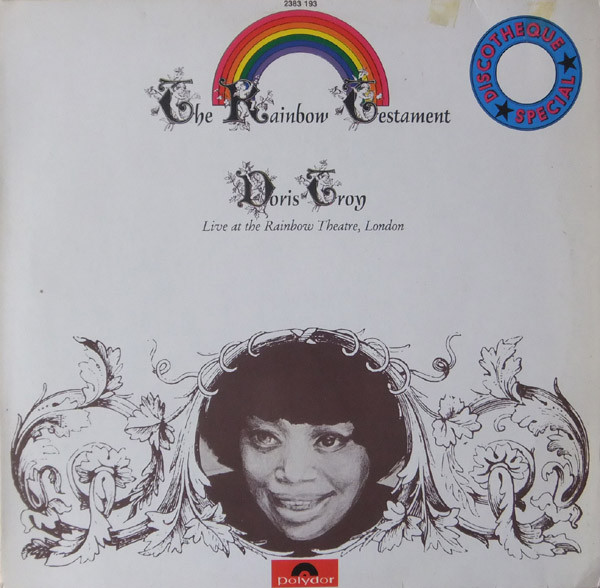 2383 193
DISCOTHEQUE
SPECIAL
The Rainbow Testament
Doris Troy
Live at the Rainbow Theatre, London
polydor